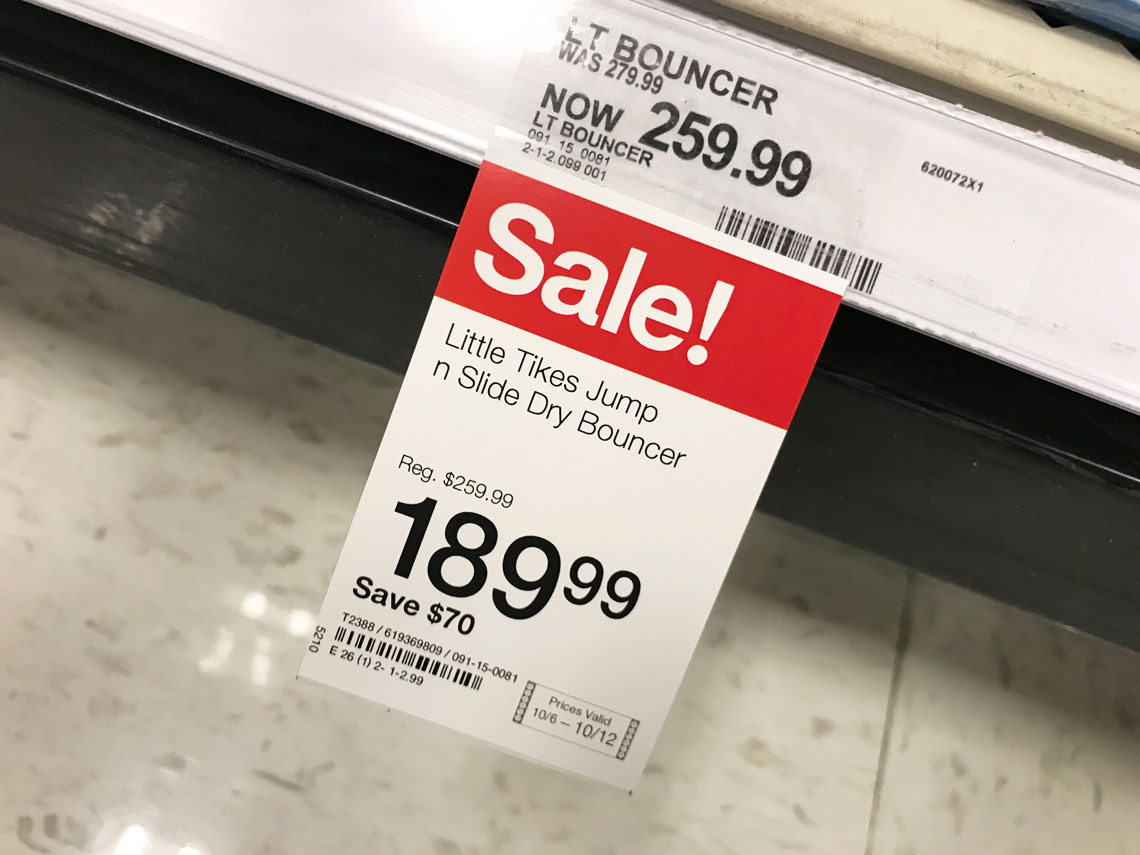 LT BOUNCER
WAS 279.99
NOW 259.99
LT BOUNCER
091 15 0081
2-1-2.099 001
620072X1
Sale!
Little Tikes Jump
n Slide Dry Bouncer
Reg. $259.99
189 99
Save $70
T2388 / 619369809 / 091-15-0081
5210
E 26 (1) 2- 1-2.99
Prices Valid
10/6 – 10/12